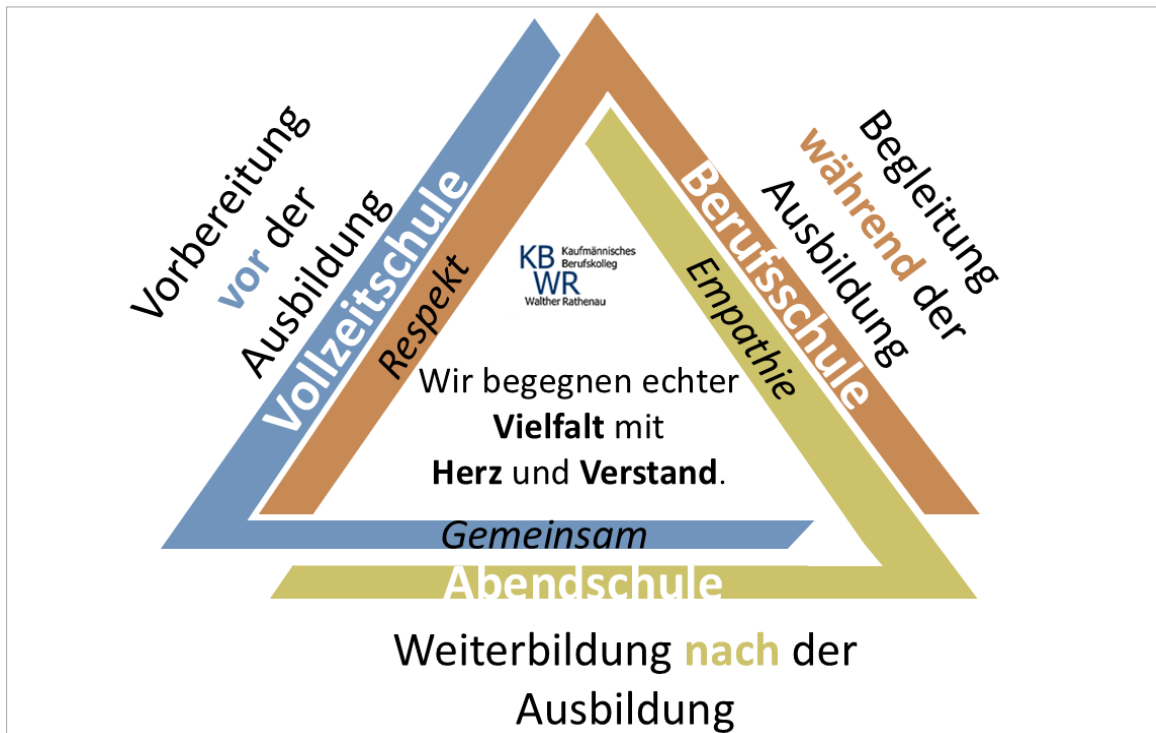 Vorbereitung
vor der
Ausbildung
Vollzeitschule
Respekt
Begleitung
während der
Ausbildung
Berufsschule
Empathie
KB Kaufmännisches
Berufskolleg
WR
Walther Rathenau
Wir begegnen echter
Vielfalt mit
Herz und Verstand.
Gemeinsam
Abendschule
Weiterbildung nach der
Ausbildung